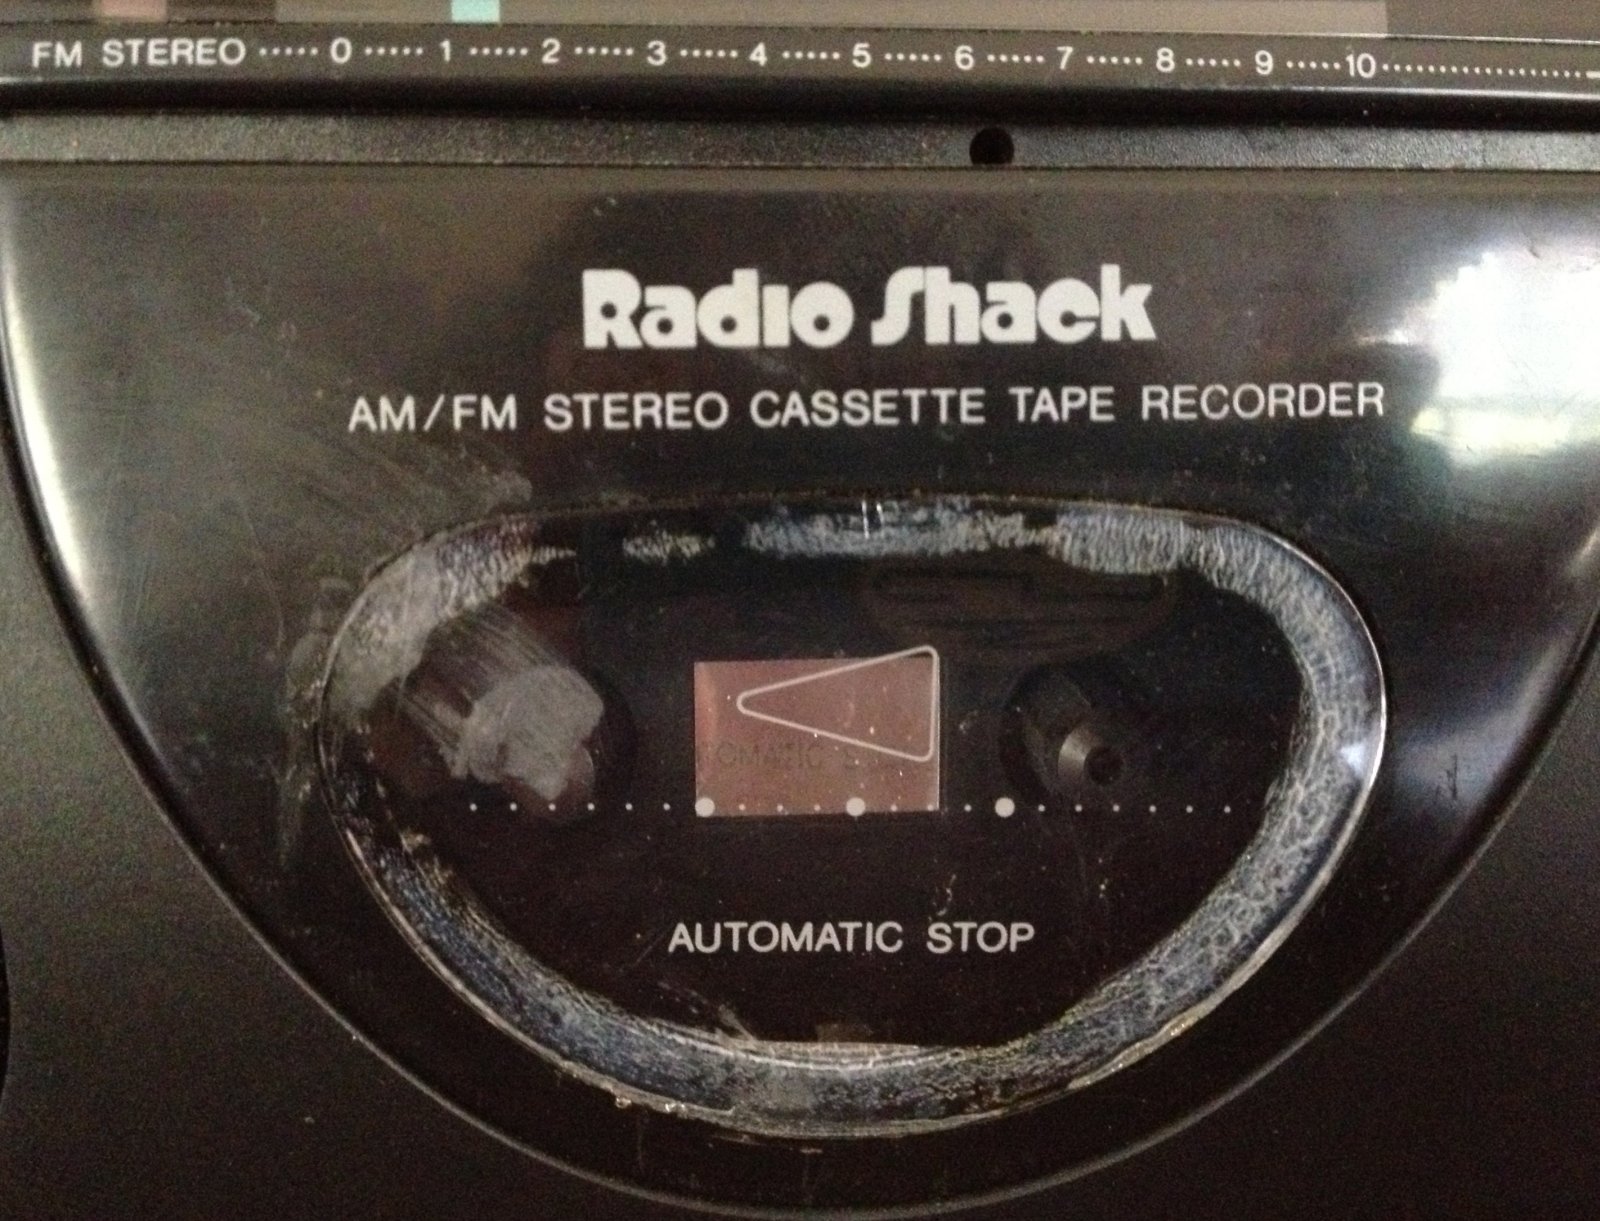 FM STEREO ····· 0 ····· 1 ····· 2 ····· 3 ····· 4 ····· 5 ····· 6 ····· 7 ····· 8 ····· 9 ····· 10
Radio Shack
AM/FM STEREO CASSETTE TAPE RECORDER
AUTOMATIC STOP